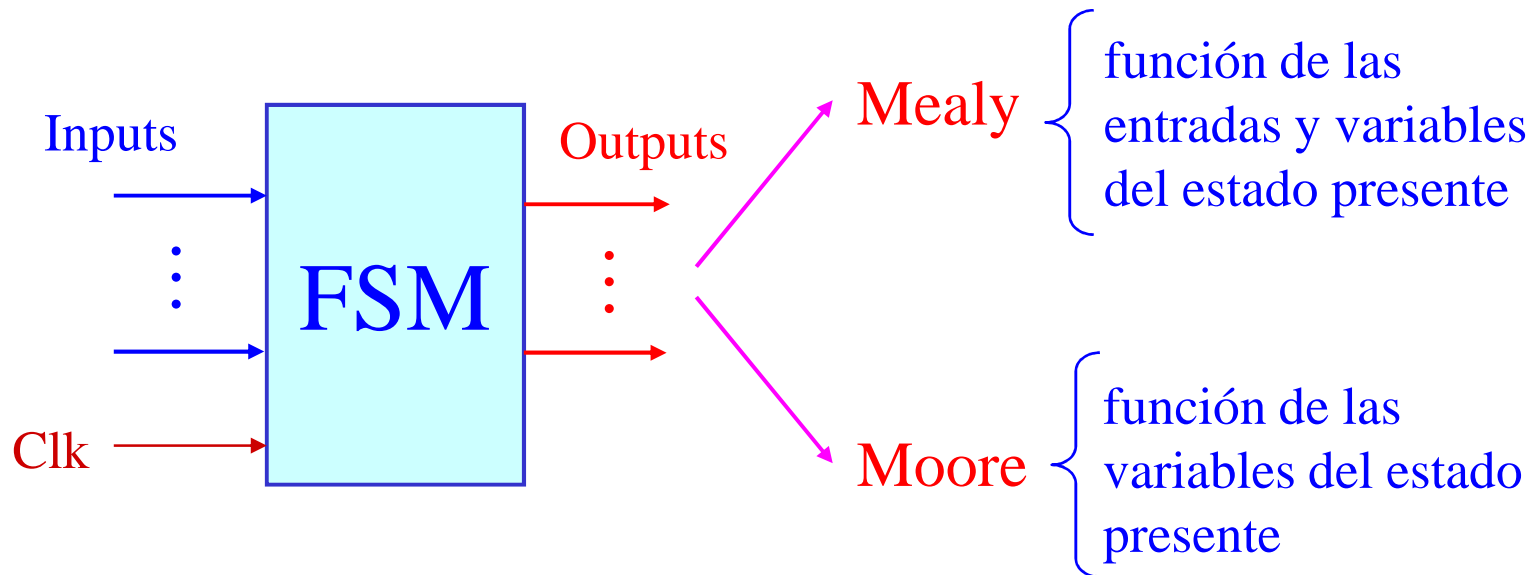 Inputs
FSM
Clk
Outputs
Mealy
función de las
entradas y variables
del estado presente
Moore
función de las
variables del estado
presente